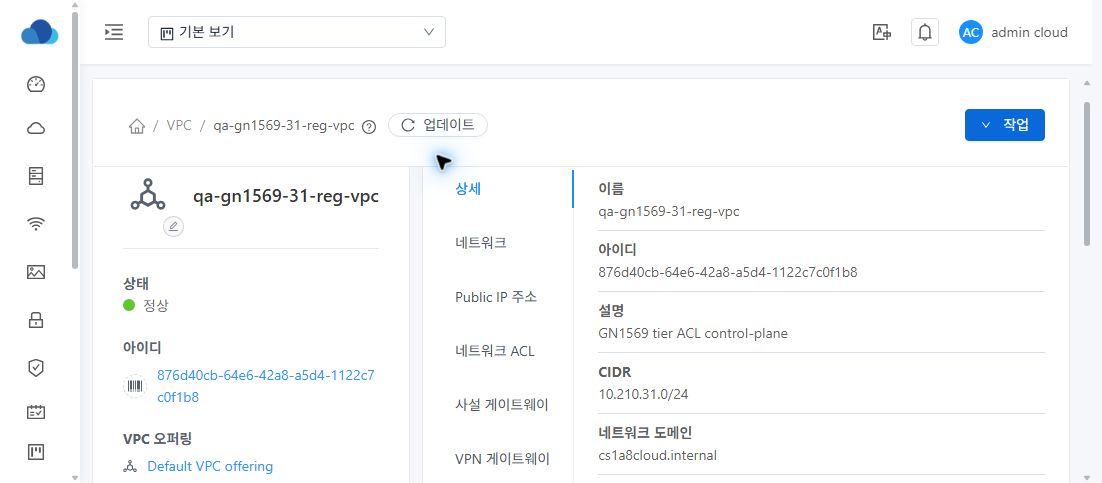 기본 보기
AC admin cloud
/ VPC / qa-gn1569-31-reg-vpc
업데이트
작업
qa-gn1569-31-reg-vpc
상태
정상
아이디
876d40cb-64e6-42a8-a5d4-1122c7
c0f1b8
VPC 오퍼링
Default VPC offering
상세
네트워크
Public IP 주소
네트워크 ACL
사설 게이트웨이
VPN 게이트웨이
이름
qa-gn1569-31-reg-vpc
아이디
876d40cb-64e6-42a8-a5d4-1122c7c0f1b8
설명
GN1569 tier ACL control-plane
CIDR
10.210.31.0/24
네트워크 도메인
cs1a8cloud.internal